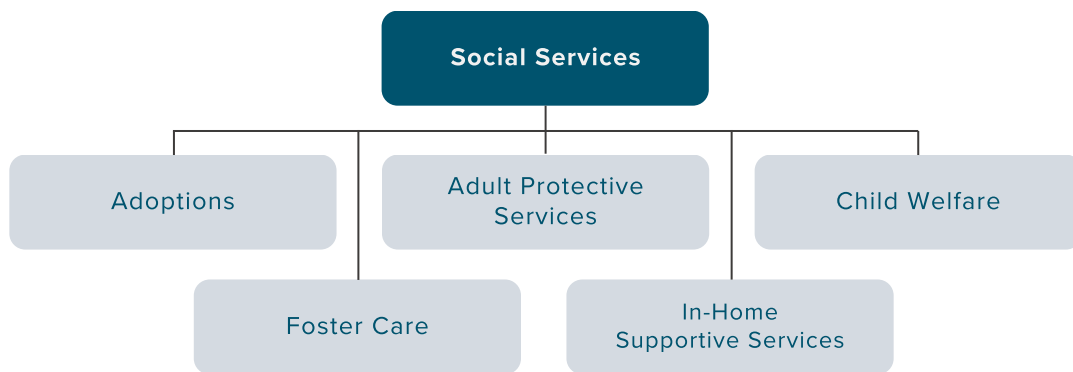 Social Services
Adoptions
Adult Protective
Services
Child Welfare
Foster Care
In-Home
Supportive Services